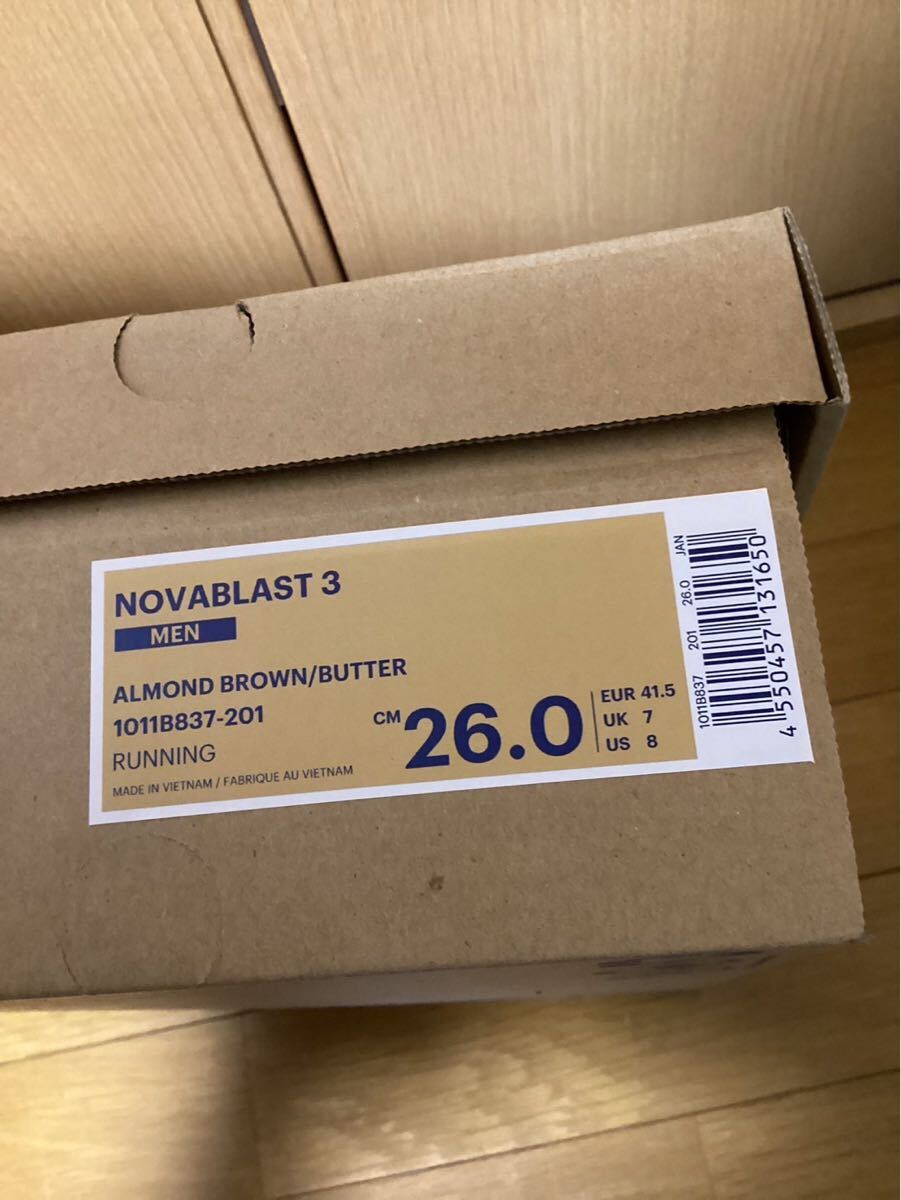 NOVABLAST 3
MEN
ALMOND BROWN/BUTTER
1011B837-201
RUNNING
MADE IN VIETNAM / FABRIQUE AU VIETNAM
CM 26.0
EUR 41.5
UK 7
US 8
1011B837 201 26.0 JAN
4 550457 131650